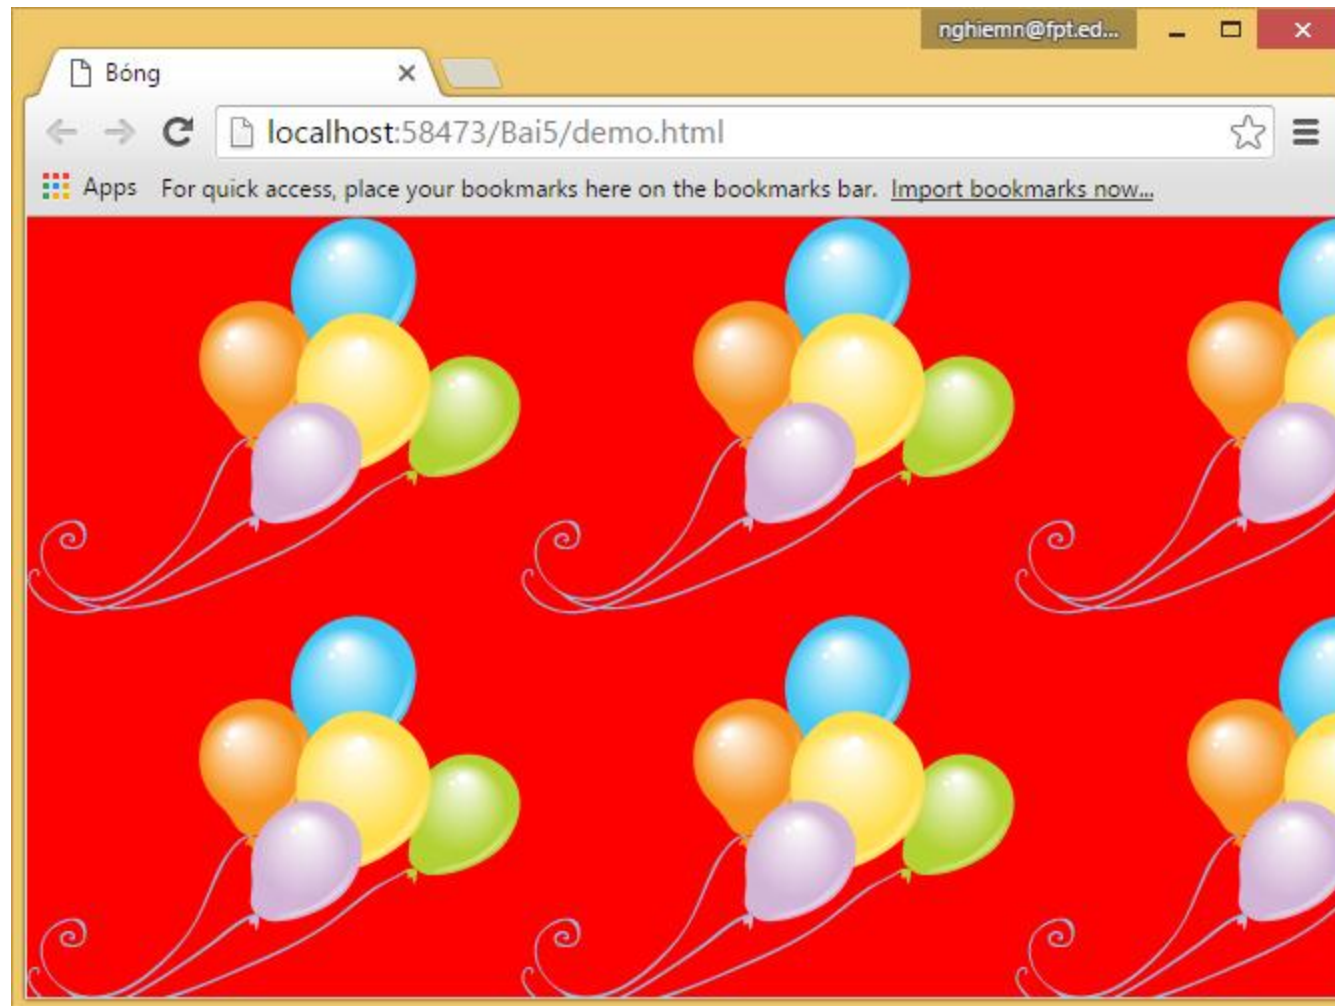 nghiemn@fpt.ed...
Bóng
localhost:58473/Bai5/demo.html
Apps For quick access, place your bookmarks here on the bookmarks bar. Import bookmarks now...